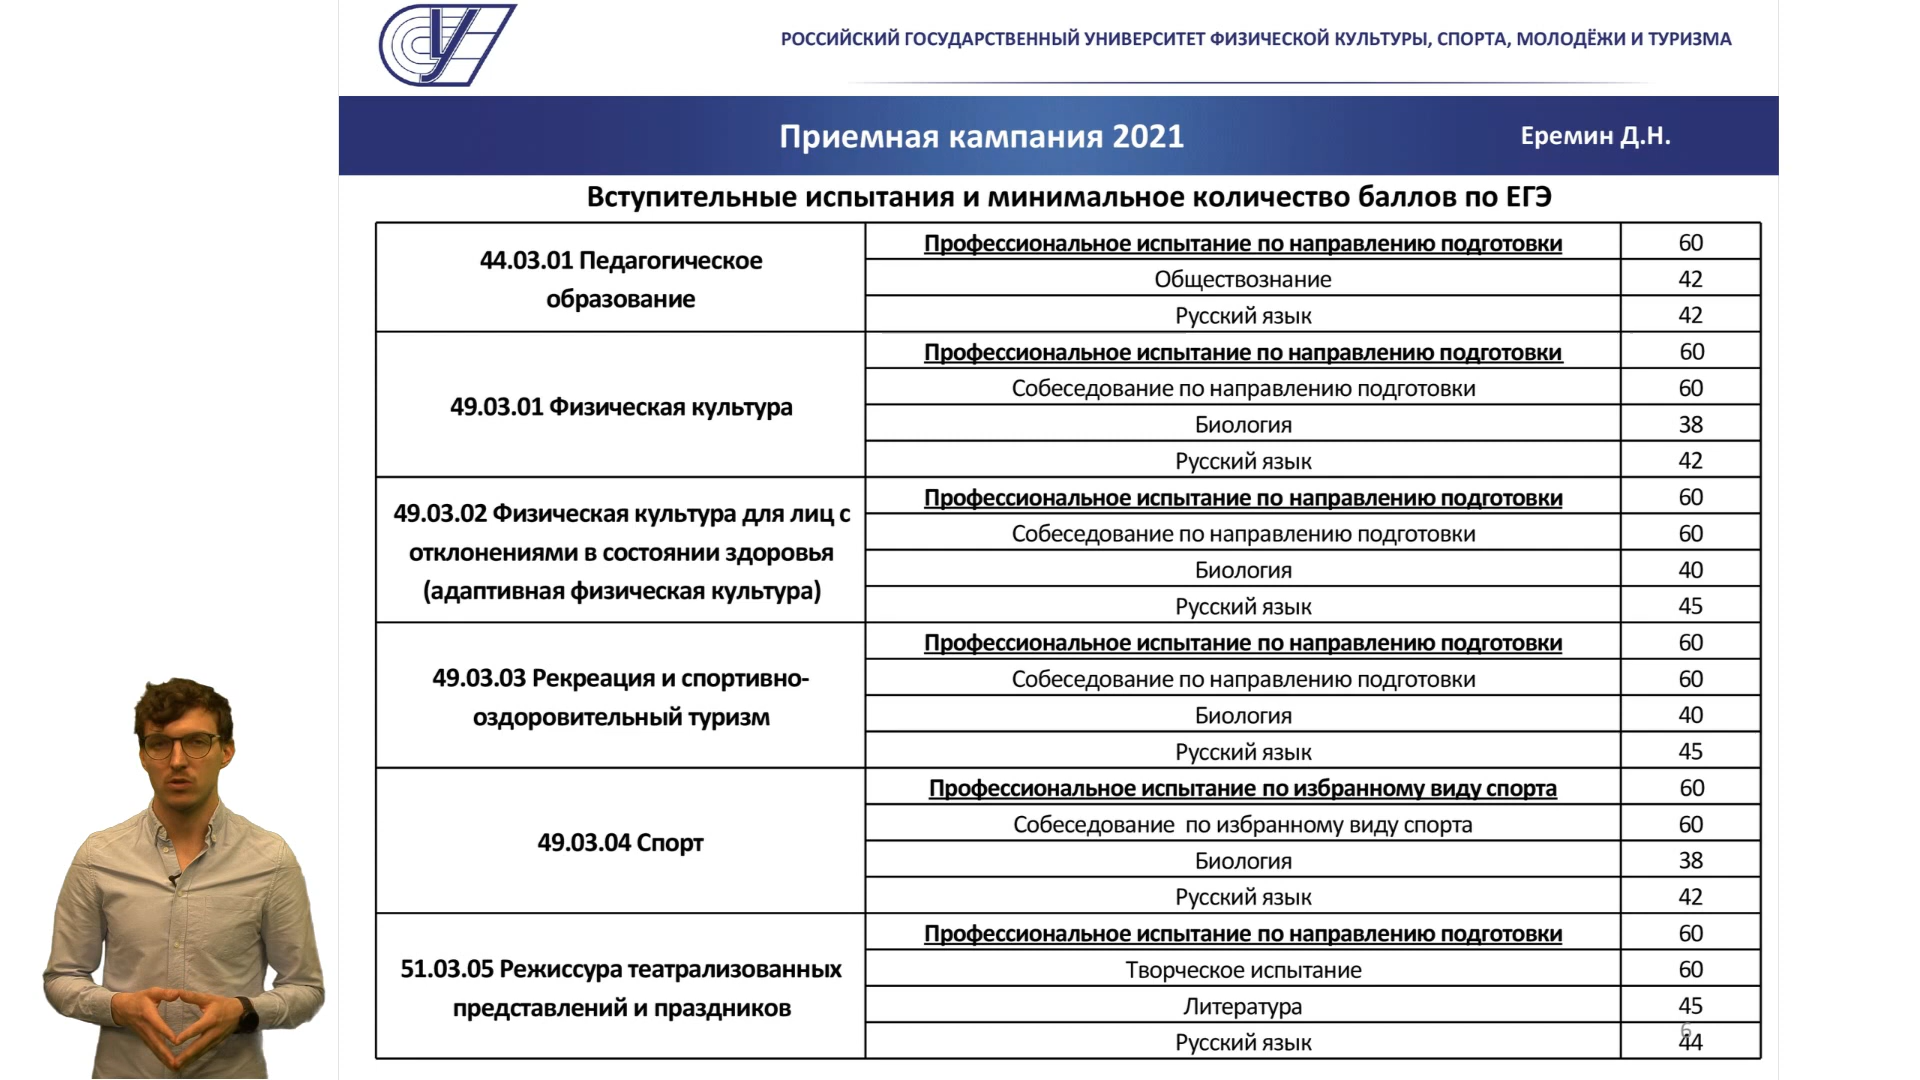 РОССИЙСКИЙ ГОСУДАРСТВЕННЫЙ УНИВЕРСИТЕТ ФИЗИЧЕСКОЙ КУЛЬТУРЫ, СПОРТА, МОЛОДЁЖИ И ТУРИЗМА
Приемная кампания 2021
Еремин Д.Н.
Вступительные испытания и минимальное количество баллов по ЕГЭ
44.03.01 Педагогическое
образование
Профессиональное испытание по направлению подготовки 60
Обществознание 42
Русский язык 42
49.03.01 Физическая культура
Профессиональное испытание по направлению подготовки 60
Собеседование по направлению подготовки 60
Биология 38
Русский язык 42
49.03.02 Физическая культура для лиц с
отклонениями в состоянии здоровья
(адаптивная физическая культура)
Профессиональное испытание по направлению подготовки 60
Собеседование по направлению подготовки 60
Биология 40
Русский язык 45
49.03.03 Рекреация и спортивно-
оздоровительный туризм
Профессиональное испытание по направлению подготовки 60
Собеседование по направлению подготовки 60
Биология 40
Русский язык 45
49.03.04 Спорт
Профессиональное испытание по избранному виду спорта 60
Собеседование по избранному виду спорта 60
Биология 38
Русский язык 42
51.03.05 Режиссура театрализованных
представлений и праздников
Профессиональное испытание по направлению подготовки 60
Творческое испытание 60
Литература 45
Русский язык 44
6